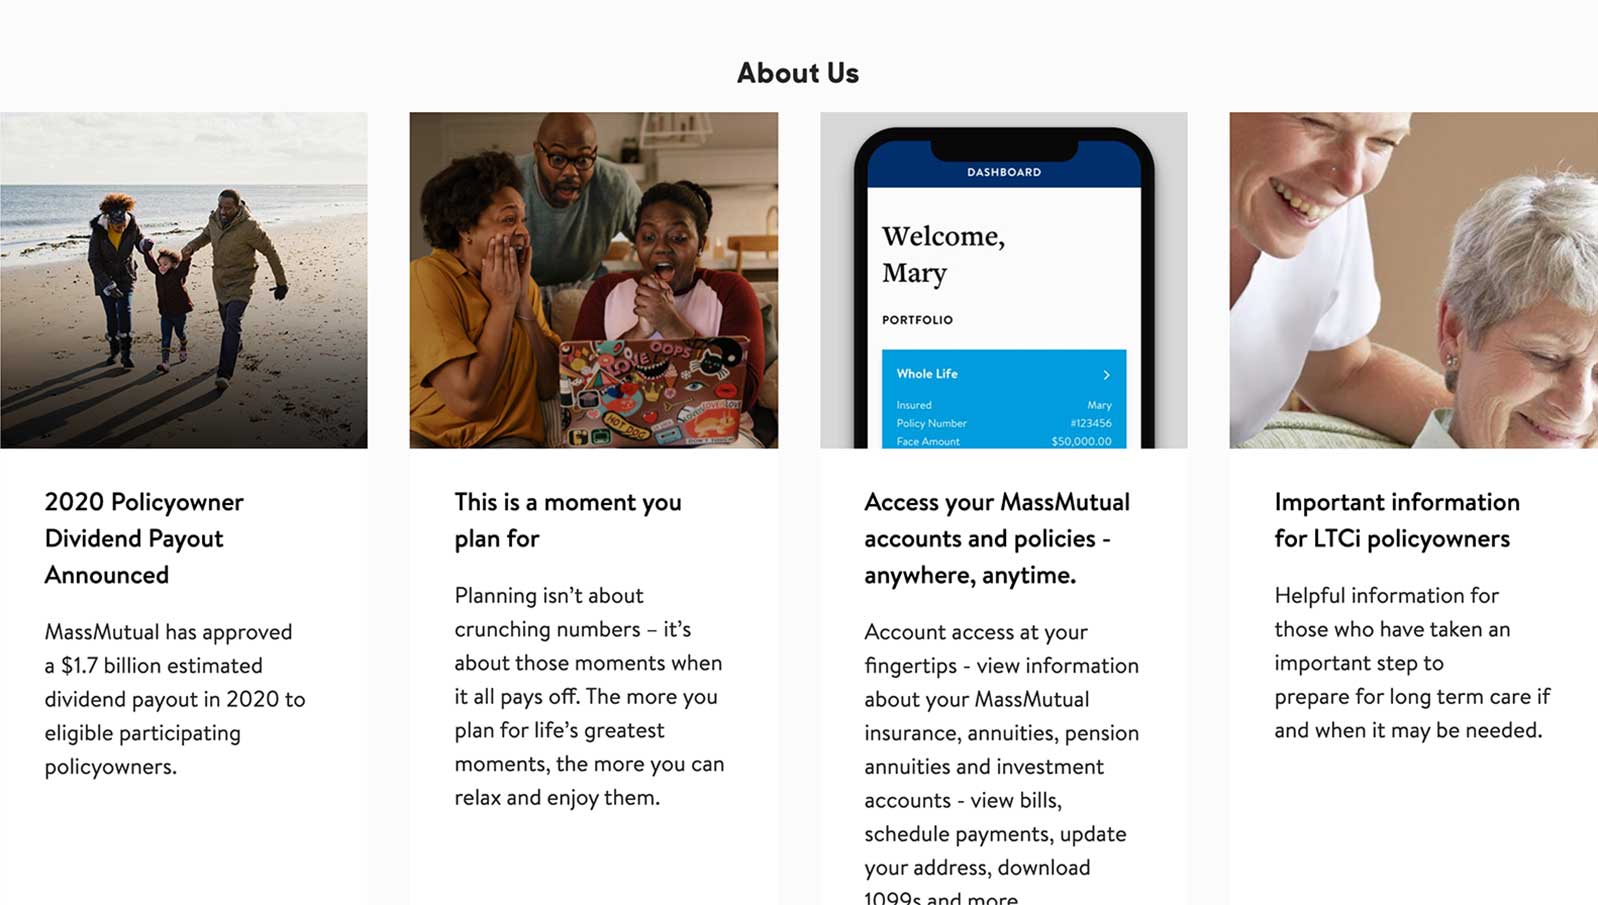 About Us
DASHBOARD
Welcome,
Mary
PORTFOLIO
Whole Life
Insured Mary
Policy Number #123456
Face Amount $50,000.00
OOPS
HOT DOG
2020 Policyowner
Dividend Payout
Announced
MassMutual has approved
a $1.7 billion estimated
dividend payout in 2020 to
eligible participating
policyowners.
This is a moment you
plan for
Planning isn’t about
crunching numbers – it’s
about those moments when
it all pays off. The more you
plan for life’s greatest
moments, the more you can
relax and enjoy them.
Access your MassMutual
accounts and policies -
anywhere, anytime.
Account access at your
fingertips - view information
about your MassMutual
insurance, annuities, pension
annuities and investment
accounts - view bills,
schedule payments, update
your address, download
1099s and more
Important information
for LTCi policyowners
Helpful information for
those who have taken an
important step to
prepare for long term care if
and when it may be needed.